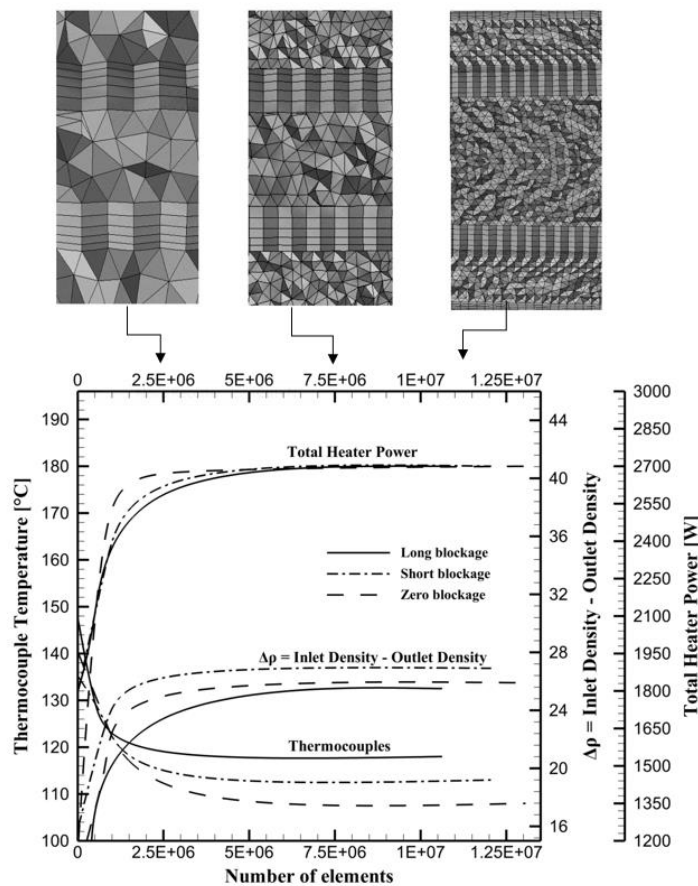 0
2.5E+06
5E+06
7.5E+06
1E+07
1.25E+07
190
180
170
160
150
140
130
120
110
100
Thermocouple Temperature [°C]
Total Heater Power
Long blockage
Short blockage
Zero blockage
Δρ = Inlet Density - Outlet Density
Thermocouples
44
40
36
32
28
24
20
16
Δρ = Inlet Density - Outlet Density
3000
2850
2700
2550
2400
2250
2100
1950
1800
1650
1500
1350
1200
Total Heater Power [W]
0
2.5E+06
5E+06
7.5E+06
1E+07
1.25E+07
Number of elements